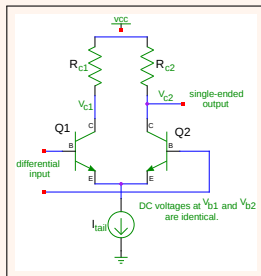 vcc
Rc1
Rc2
Vc1
Vc2
single-ended
output
Q1
Q2
C
C
B
B
E
E
differential
input
Itail
DC voltages at Vb1 and Vb2
are identical.